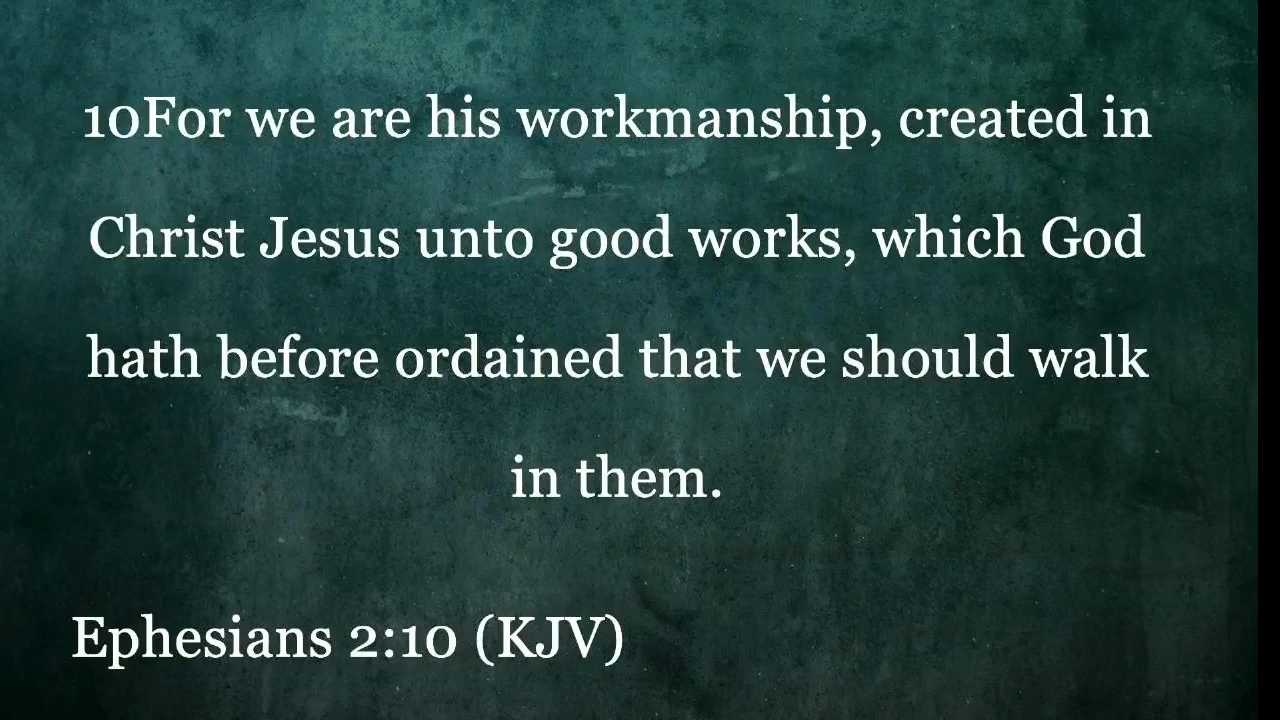 10For we are his workmanship, created in
Christ Jesus unto good works, which God
hath before ordained that we should walk
in them.
Ephesians 2:10 (KJV)